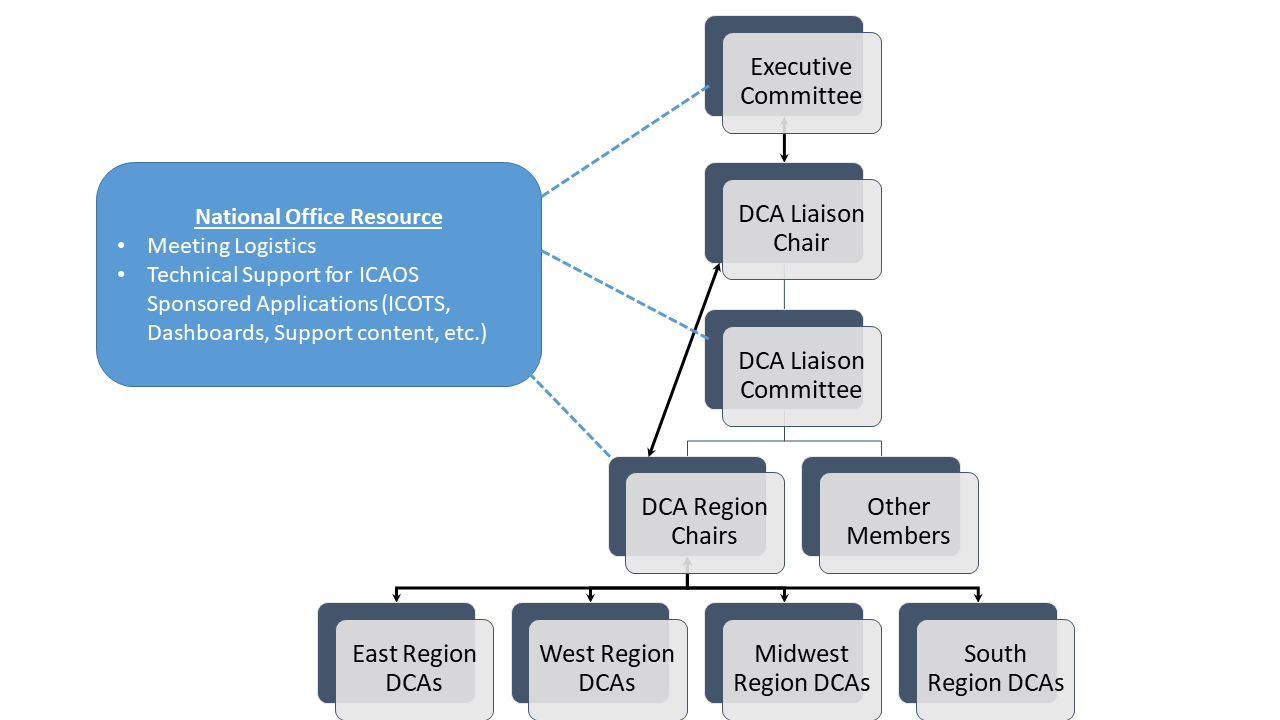 Executive
Committee
National Office Resource
• Meeting Logistics
• Technical Support for ICAOS
Sponsored Applications (ICOTS,
Dashboards, Support content, etc.)
DCA Liaison
Chair
DCA Liaison
Committee
DCA Region
Chairs
Other
Members
East Region
DCAs
West Region
DCAs
Midwest
Region DCAs
South
Region DCAs